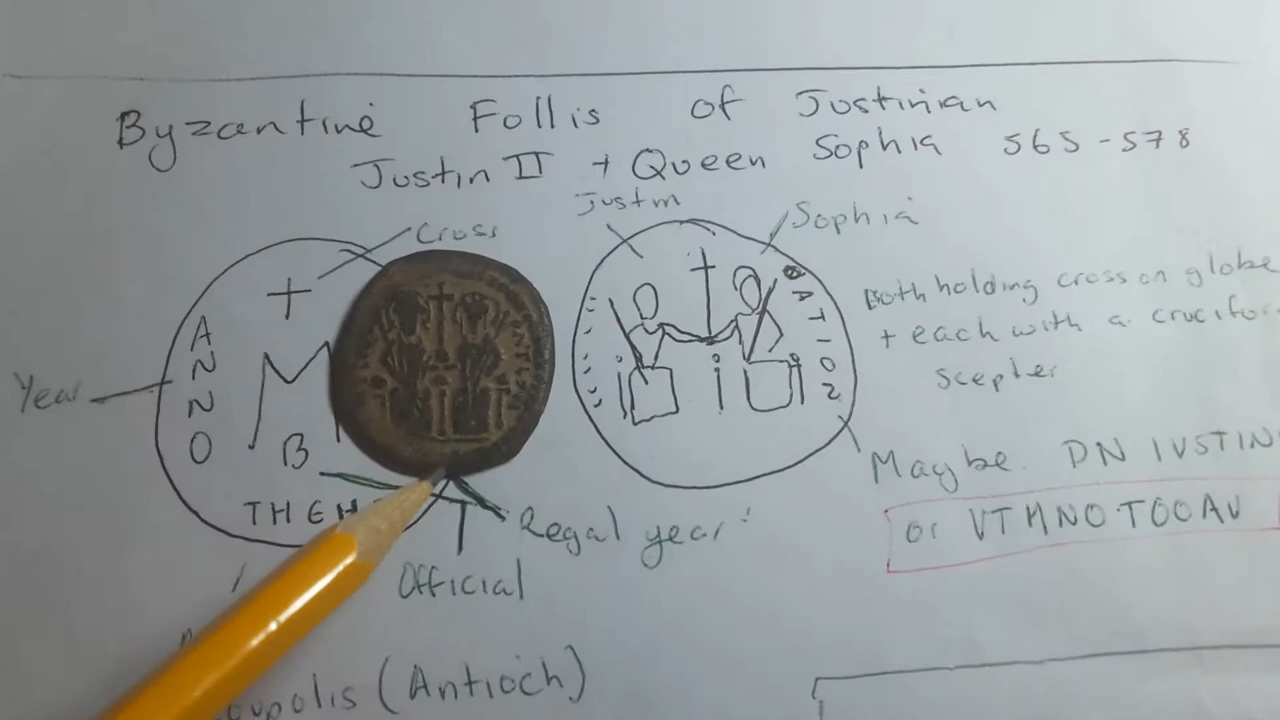 Byzantine Follis of Justinian
Justin II + Queen Sophia 565-578
Justin
Sophia
Cross
Both holding cross on globe
+ each with a crucifo
scepter
Year
ANNO
M
B
ATION
THEH
Regal year
Official
Maybe DN IVSTIN
or VTMNOTOOAV
(Antioch)